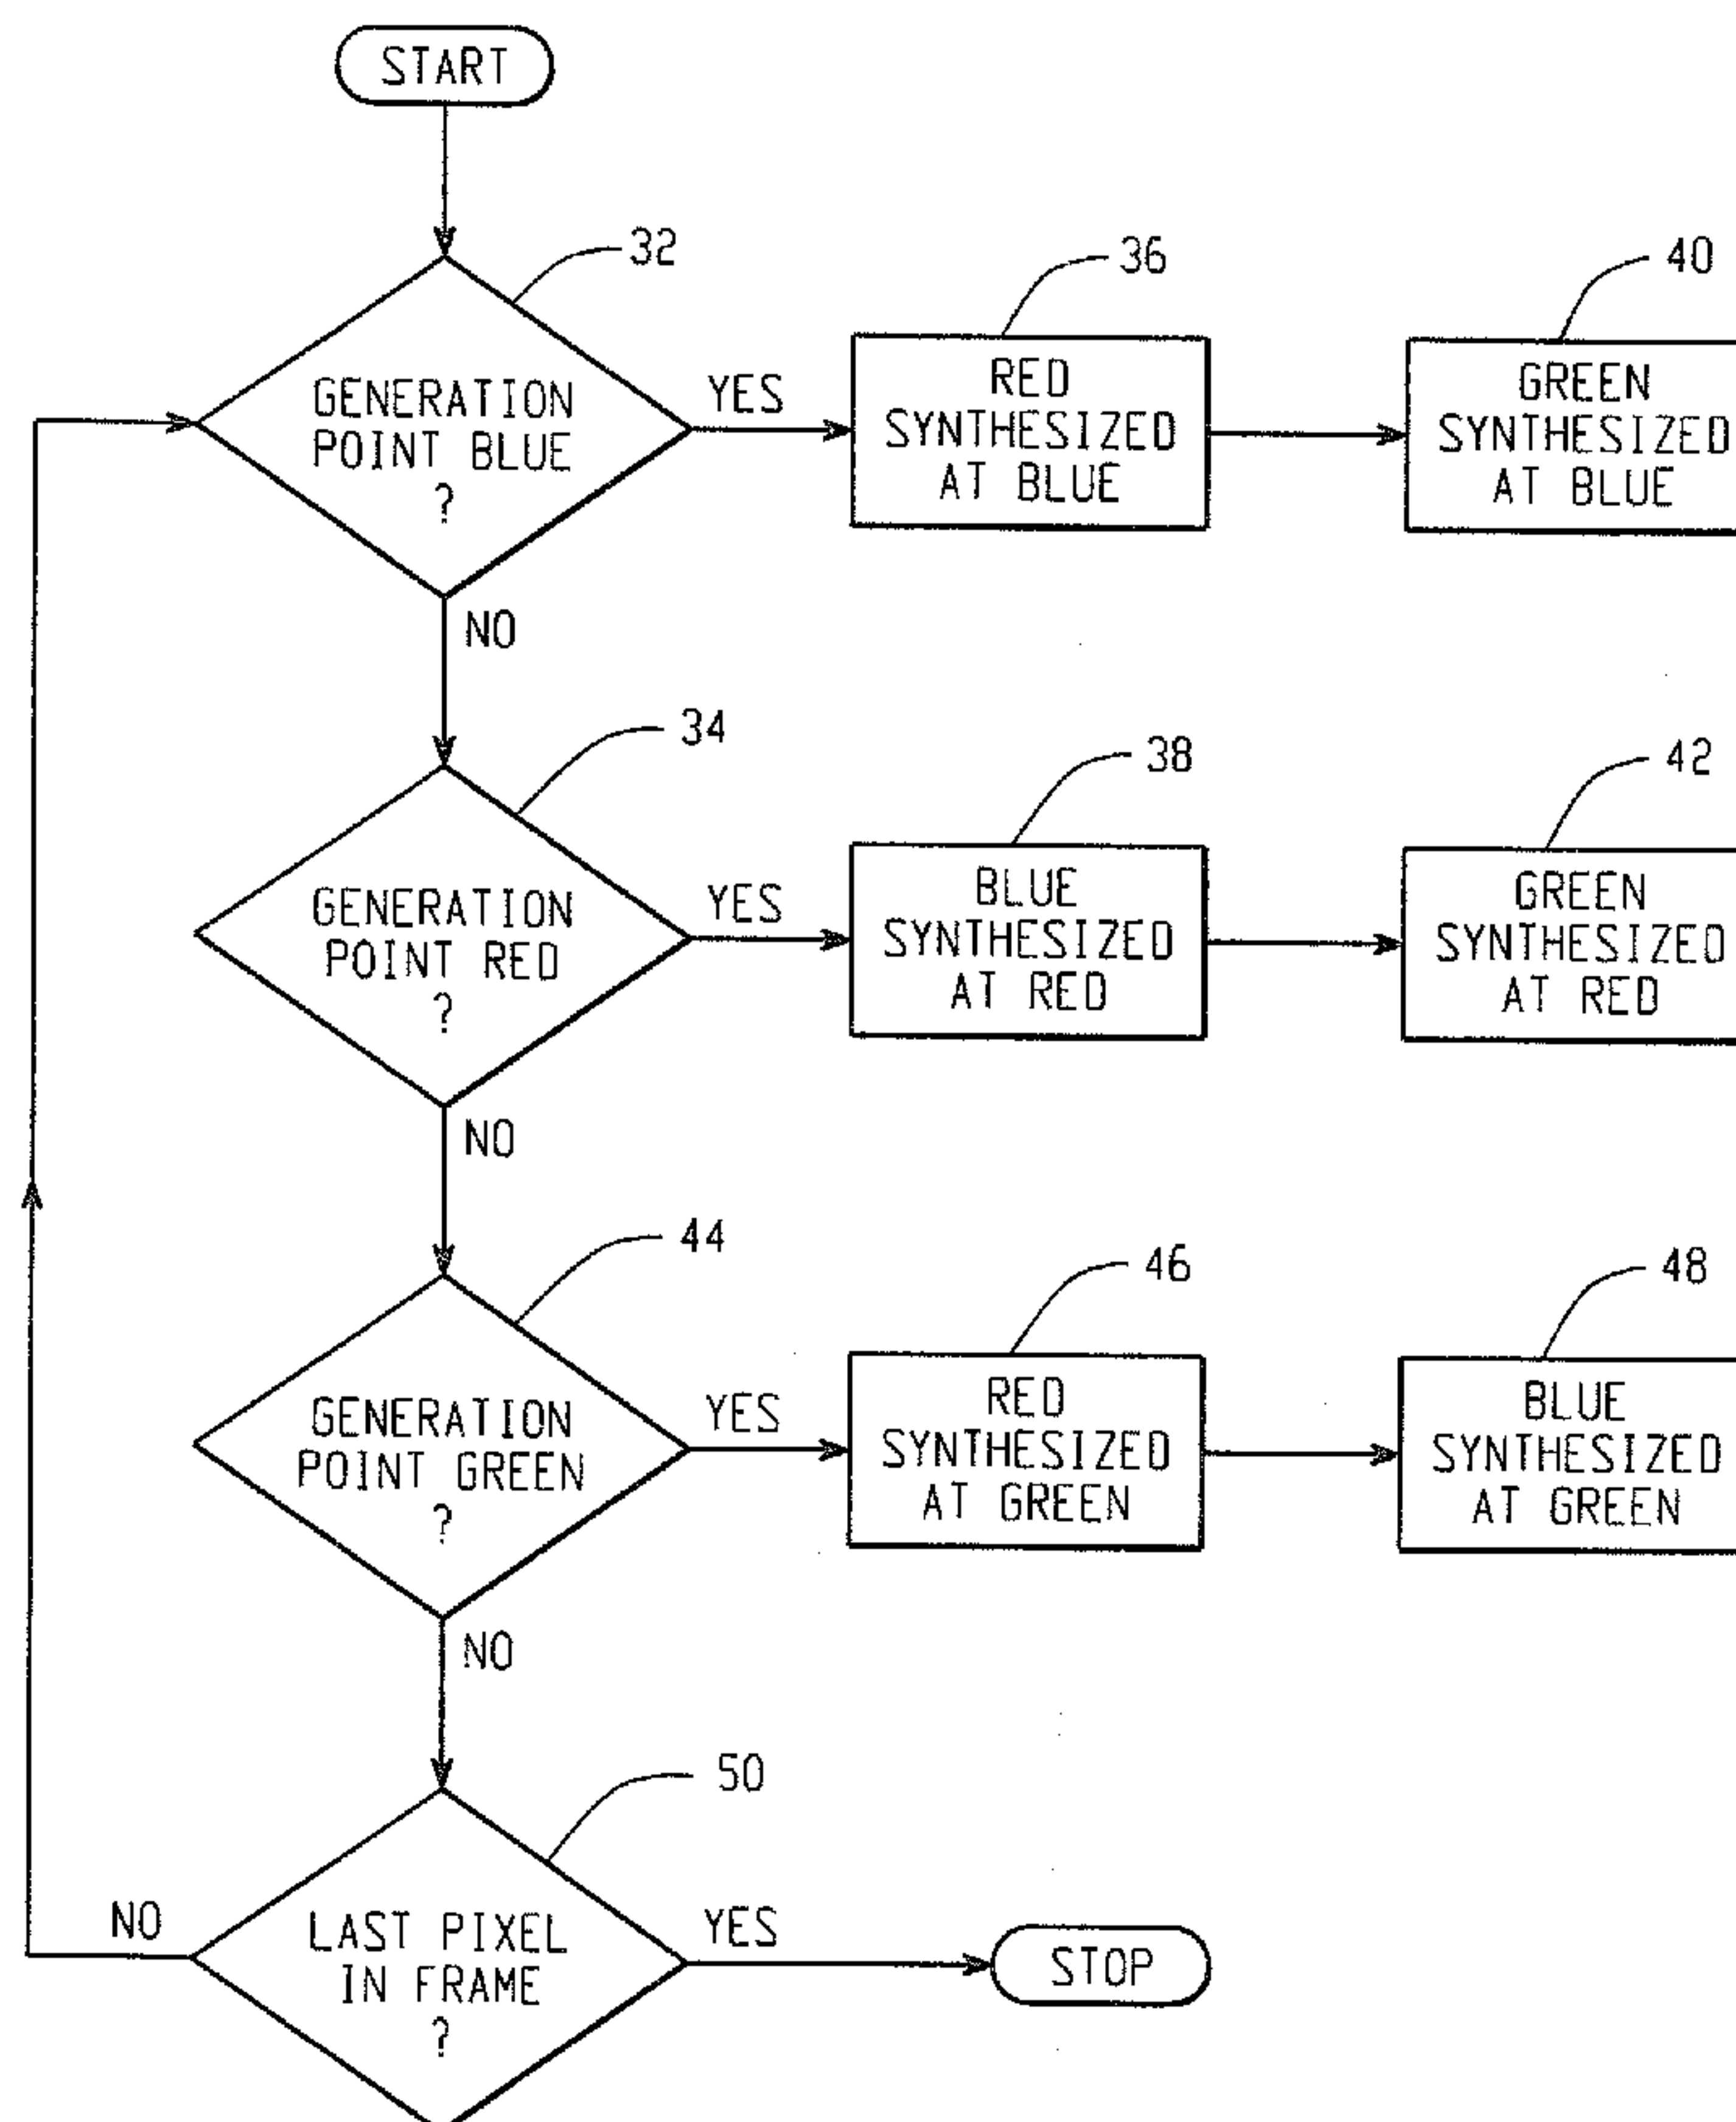 START
32
GENERATION
POINT BLUE
?
YES
NO
36
RED
SYNTHESIZED
AT BLUE
40
GREEN
SYNTHESIZED
AT BLUE
34
GENERATION
POINT RED
?
YES
NO
38
BLUE
SYNTHESIZED
AT RED
42
GREEN
SYNTHESIZED
AT RED
44
GENERATION
POINT GREEN
?
YES
NO
46
RED
SYNTHESIZED
AT GREEN
48
BLUE
SYNTHESIZED
AT GREEN
50
LAST PIXEL
IN FRAME
?
NO
YES
STOP